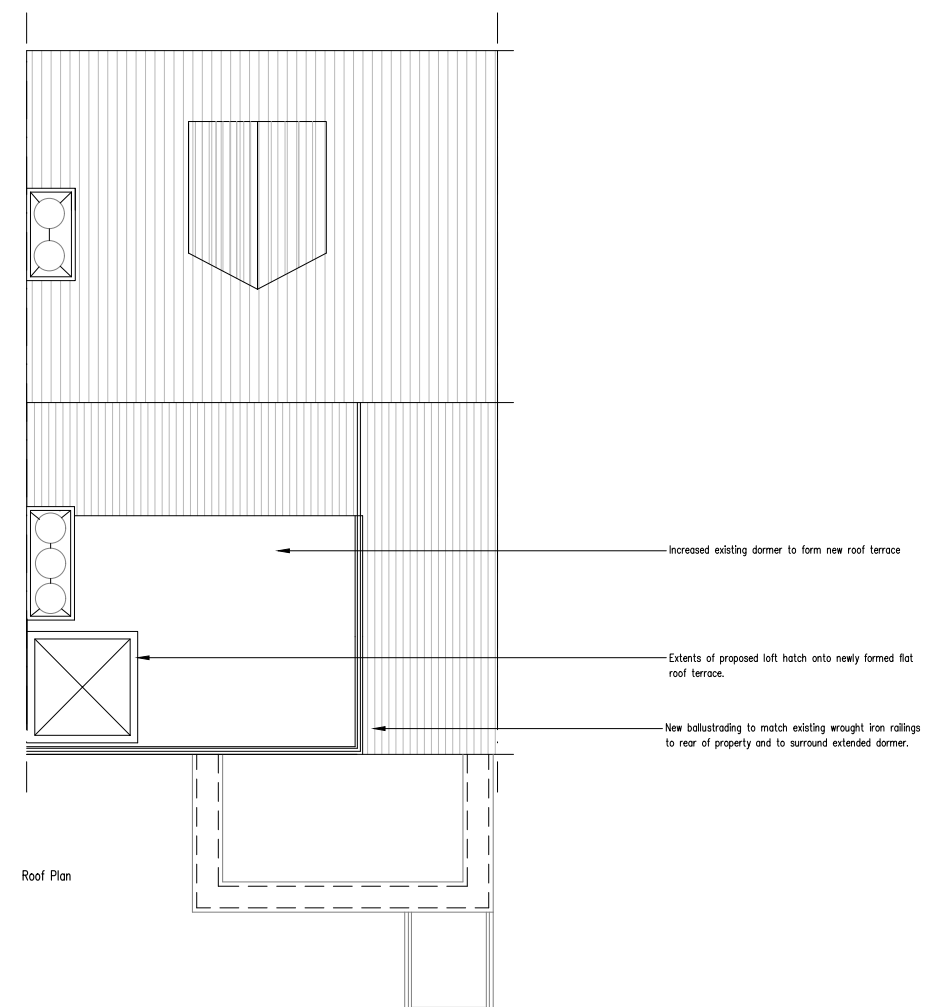 Increased existing dormer to form new roof terrace
Extents of proposed loft hatch onto newly formed flat
roof terrace.
New ballustrading to match existing wrought iron railings
to rear of property and to surround extended dormer.
Roof Plan